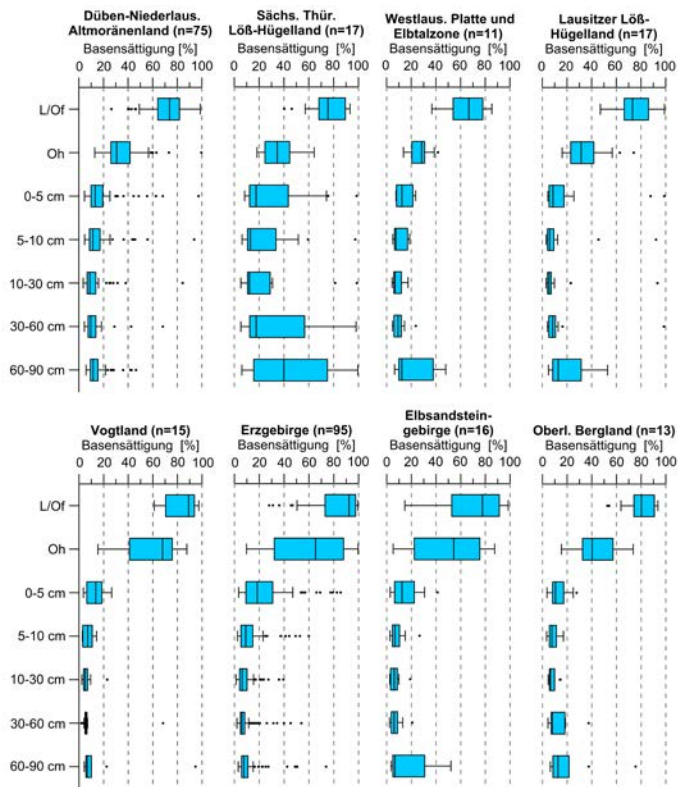 Düben-Niederlaus.
Altmoränenland (n=75)
Basensättigung [%]
0 20 40 60 80 100
Sächs. Thür.
Löß-Hügelland (n=17)
Basensättigung [%]
0 20 40 60 80 100
Westlaus. Platte und
Elbtalzone (n=11)
Basensättigung [%]
0 20 40 60 80 100
Lausitzer Löß-
Hügelland (n=17)
Basensättigung [%]
0 20 40 60 80 100
L/Of
Oh
0-5 cm
5-10 cm
10-30 cm
30-60 cm
60-90 cm
Vogtland (n=15)
Basensättigung [%]
0 20 40 60 80 100
Erzgebirge (n=95)
Basensättigung [%]
0 20 40 60 80 100
Elbsandstein-
gebirge (n=16)
Basensättigung [%]
0 20 40 60 80 100
Oberl. Bergland (n=13)
Basensättigung [%]
0 20 40 60 80 100
L/Of
Oh
0-5 cm
5-10 cm
10-30 cm
30-60 cm
60-90 cm